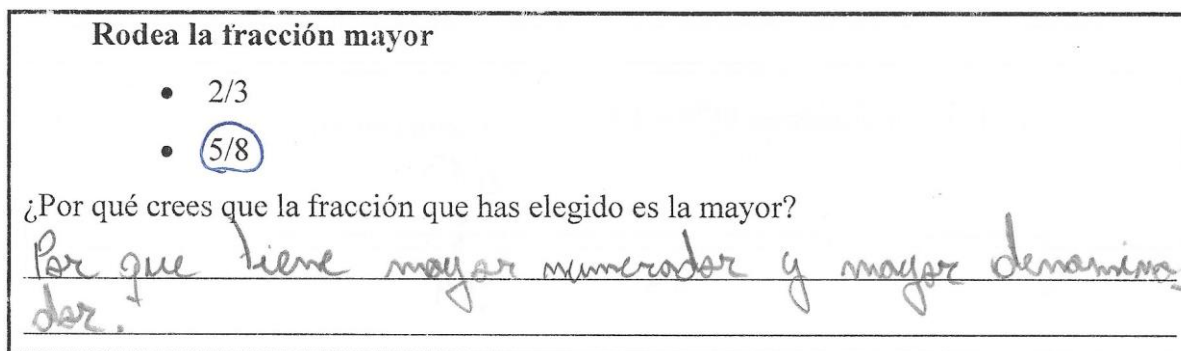 Rodea la fracción mayor
• 2/3
• 5/8
¿Por qué crees que la fracción que has elegido es la mayor?
Por que tiene mayor numerador y mayor denomina-
dor.